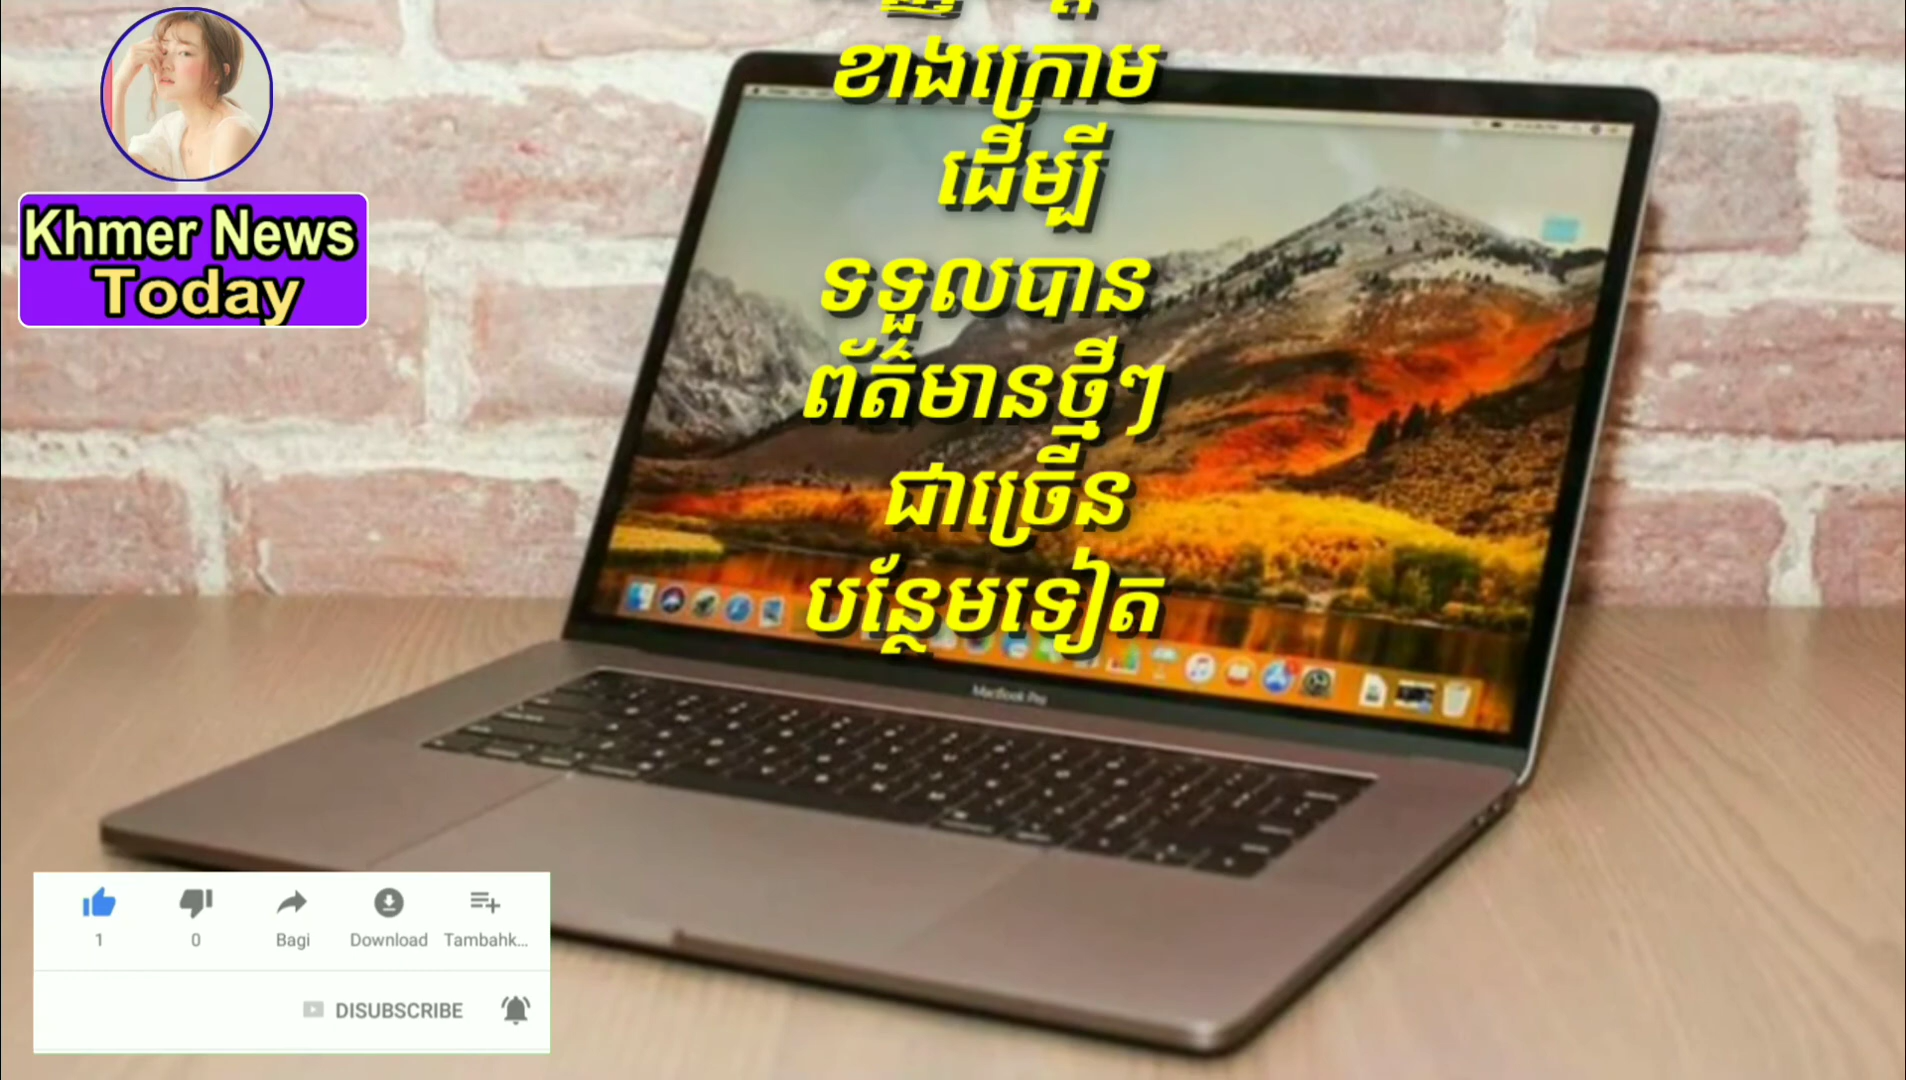 ខាងក្រោម
ដើម្បី
ទទួលបាន
ព័ត៌មានថ្មីៗ
ជាច្រើន
បន្ថែមទៀត
Khmer News
Today
MacBook Pro
1
0
Bagi
Download
Tambahk...
DISUBSCRIBE